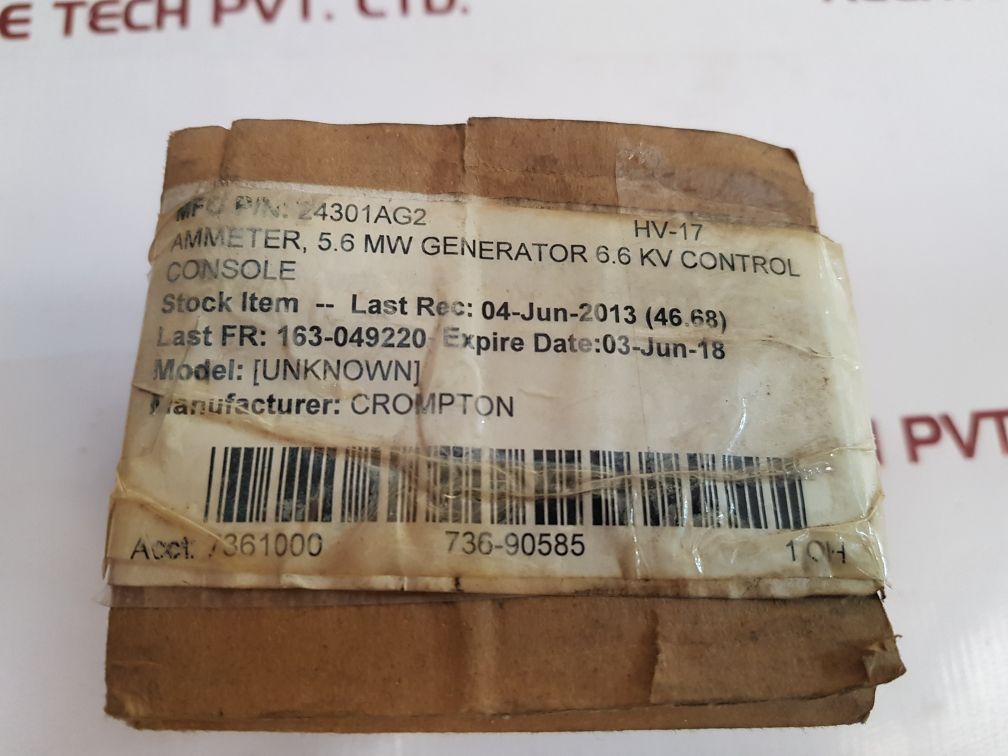 E TECH PVT. LTD.
MFG P/N: 24301AG2 HV-17
AMMETER, 5.6 MW GENERATOR 6.6 KV CONTROL
CONSOLE
Stock Item -- Last Rec: 04-Jun-2013 (46.68)
Last FR: 163-049220 Expire Date:03-Jun-18
Model: [UNKNOWN]
Manufacturer: CROMPTON
H PVT
Acct: 7361000 736-90585 1 OH